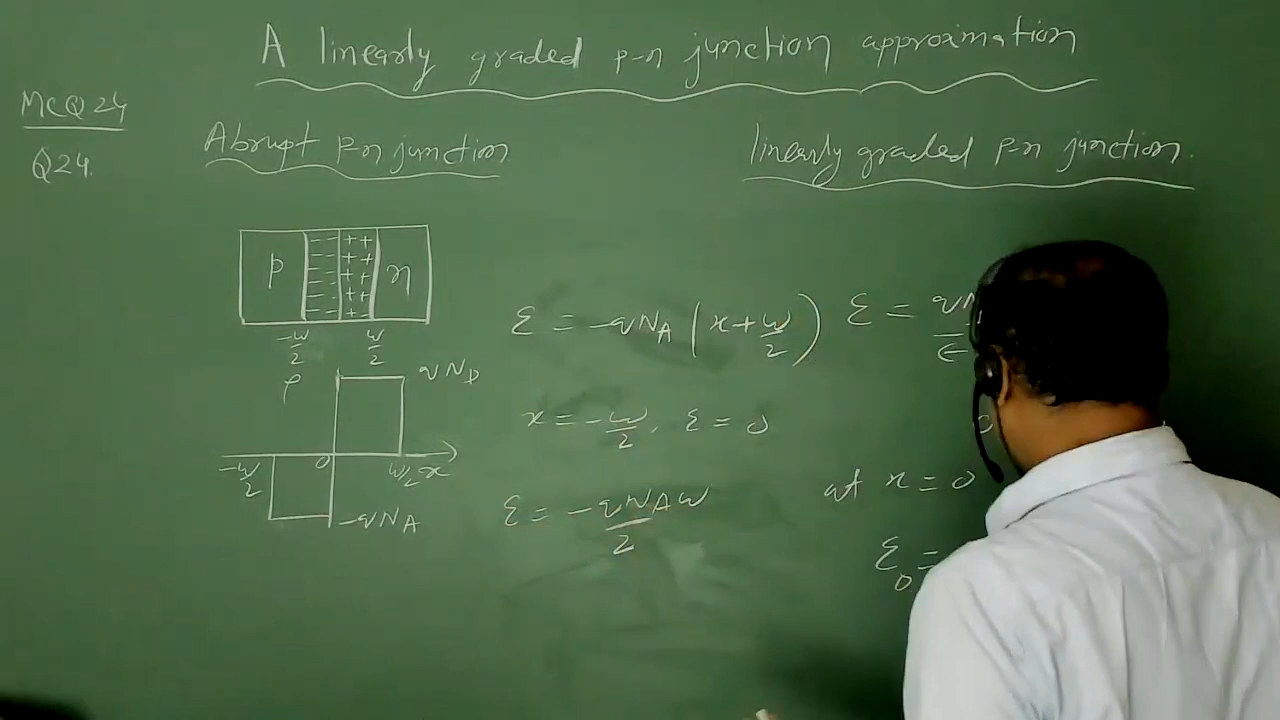 A linearly graded p-n junction approximation
MCQ 24
Q24.
Abrupt p-n junction
linearly graded p-n junction.
p
-- ++
-- ++
-- ++
-- ++
-- ++
-- ++
n
-w/2
w/2
ρ
qN_D
-w/2
0
w/2
x
-qN_A
ε = -qN_A (x + w/2)
x = -w/2, ε = 0
ε = -qN_A w / 2
ε = qN
∈
0
at x = 0
ε_0 =